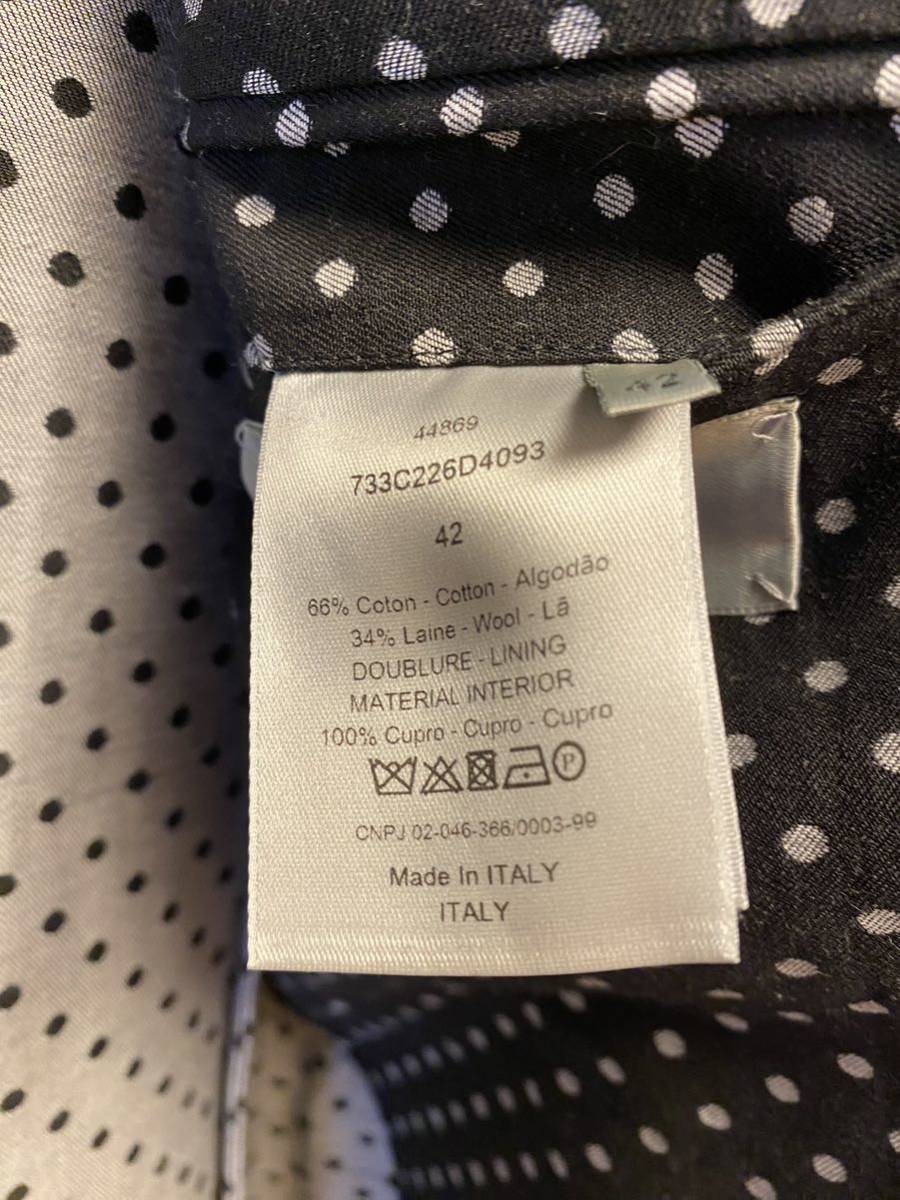 42
44869
733C226D4093
42
66% Coton - Cotton - Algodão
34% Laine - Wool - Lã
DOUBLURE - LINING
MATERIAL INTERIOR
100% Cupro - Cupro - Cupro
P
CNPJ 02-046-366/0003-99
Made In ITALY
ITALY